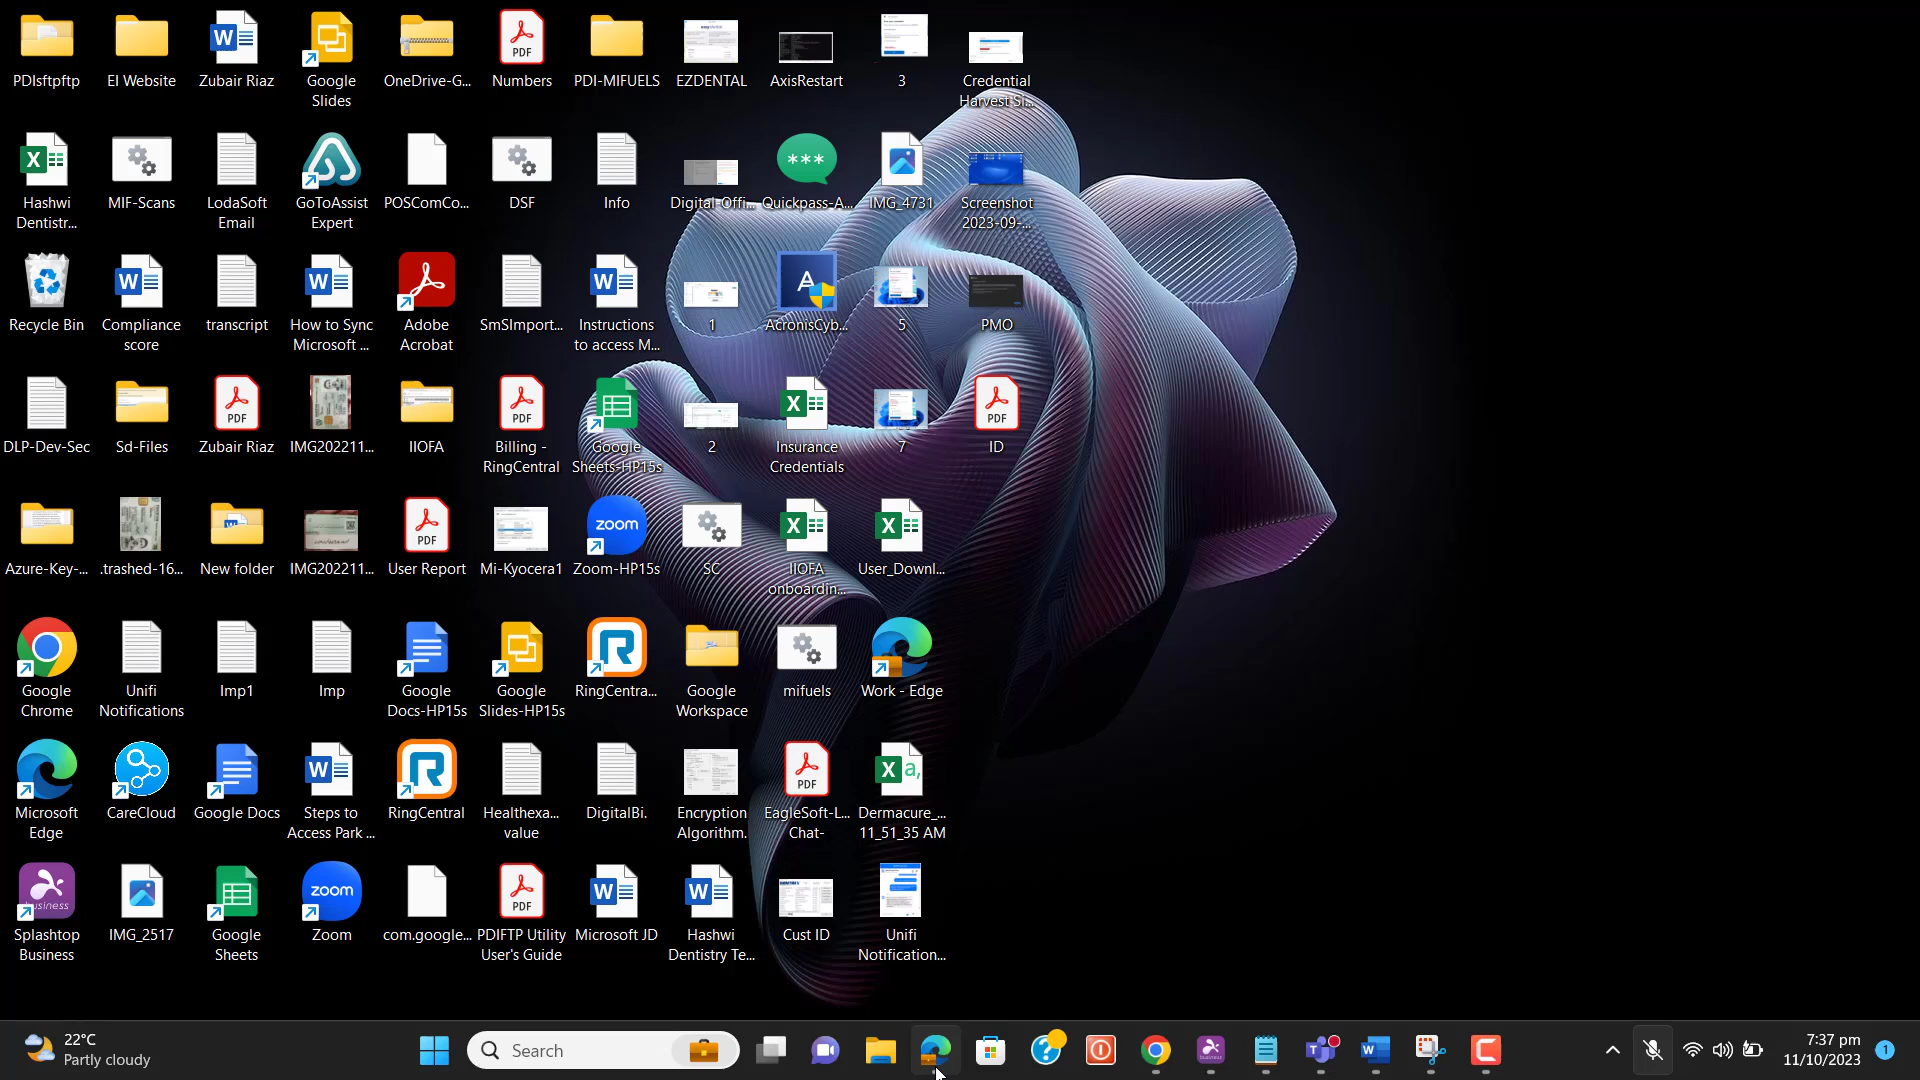 PDIsftpftp
EI Website
Zubair Riaz
Google
Slides
OneDrive-G...
Numbers
PDI-MIFUELS
EZDENTAL
AxisRestart
3
Credential
Harvest Si...
Hashwi
Dentistr...
MIF-Scans
LodaSoft
Email
GoToAssist
Expert
POSComCo...
DSF
Info
Digital-Offi...
Quickpass-A...
IMG_4731
Screenshot
2023-09-...
Recycle Bin
Compliance
score
transcript
How to Sync
Microsoft ...
Adobe
Acrobat
SmSImport...
Instructions
to access M...
1
AcronisCyb...
5
PMO
DLP-Dev-Sec
Sd-Files
Zubair Riaz
IMG202211...
IIOFA
Billing -
RingCentral
Google
Sheets-HP15s
2
Insurance
Credentials
7
ID
Azure-Key-...
.trashed-16...
New folder
IMG202211...
User Report
Mi-Kyocera1
zoom
Zoom-HP15s
SC
IIOFA
onboardin...
User_Downl...
Google
Chrome
Unifi
Notifications
Imp1
Imp
Google
Docs-HP15s
Google
Slides-HP15s
RingCentra...
Google
Workspace
mifuels
Work - Edge
Microsoft
Edge
CareCloud
Google Docs
Steps to
Access Park ...
RingCentral
Healthexa...
value
DigitalBi.
Encryption
Algorithm.
EagleSoft-L...
Chat-
Dermacure_...
11_51_35 AM
business
Splashtop
Business
IMG_2517
Google
Sheets
zoom
Zoom
com.google...
PDIFTP Utility
User's Guide
Microsoft JD
Hashwi
Dentistry Te...
Cust ID
Unifi
Notification...
22°C
Partly cloudy
Search
7:37 pm
11/10/2023
1